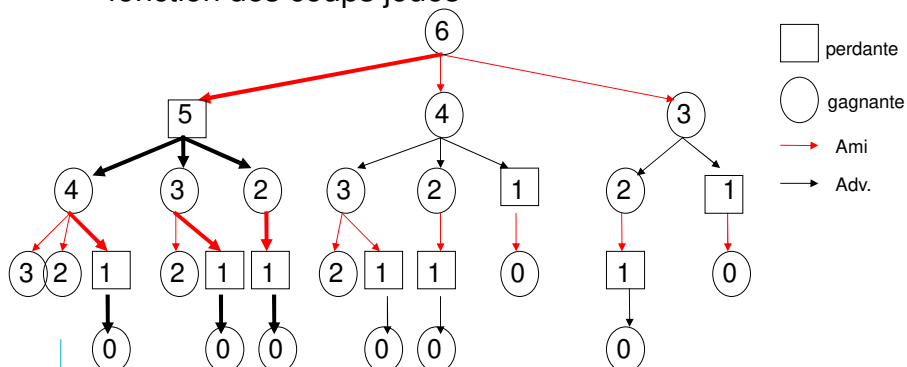 fonction des coups joués
6
perdante
5 4 3
gagnante
Ami
4 3 2 3 2 1 2 1
Adv.
3 2 1 2 1 1 2 1 1 0 1 0
0 0 0 0 0 0